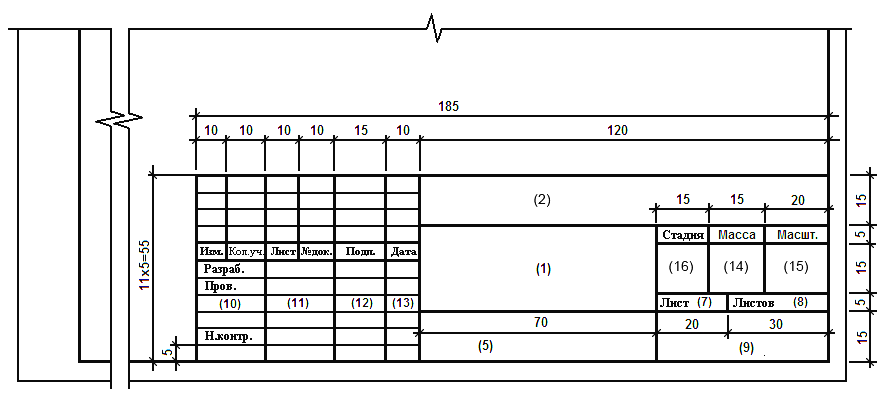 185
10 10 10 10 15 10 120
(2) 15 15 20 15
Изм. Кол.уч. Лист №док. Подп. Дата Стадия Масса Масшт. 5
11х5=55 Разраб. (1) (16) (14) (15) 15
Пров.
(10) (11) (12) (13) Лист (7) Листов (8) 5
70 20 30
Н.контр. 15
5 (5) (9)